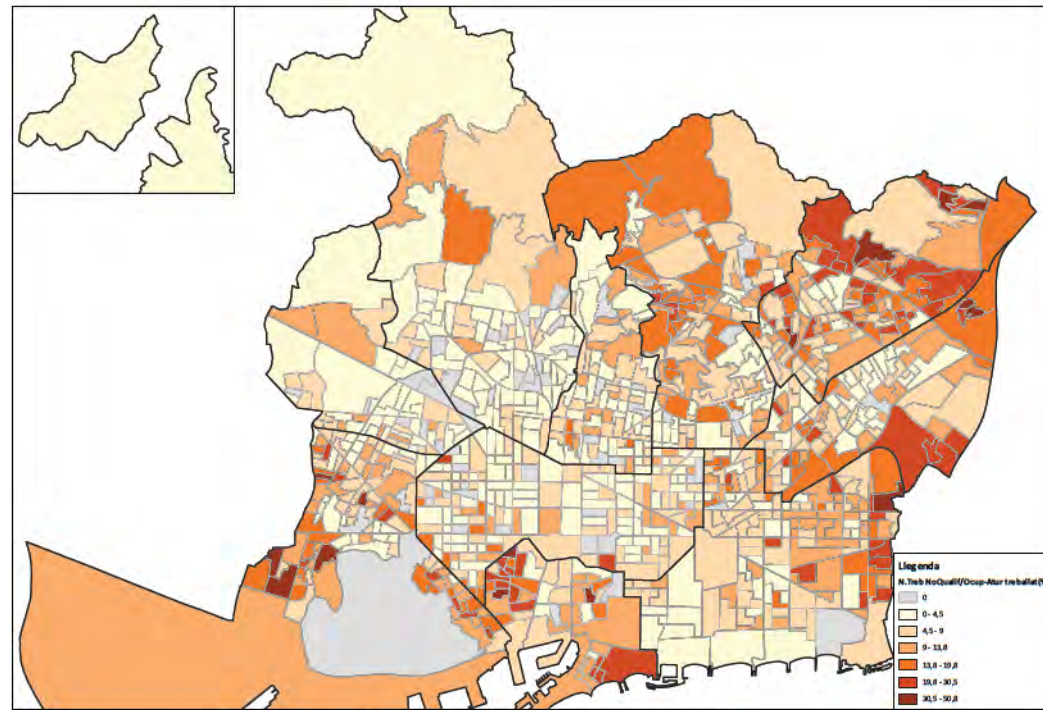 Llegenda
N.Treb NoQualif/Ocup-Atur treballat(%
0
0 - 4,5
4,5 - 9
9 - 13,8
13,8 - 19,8
19,8 - 30,5
30,5 - 50,8